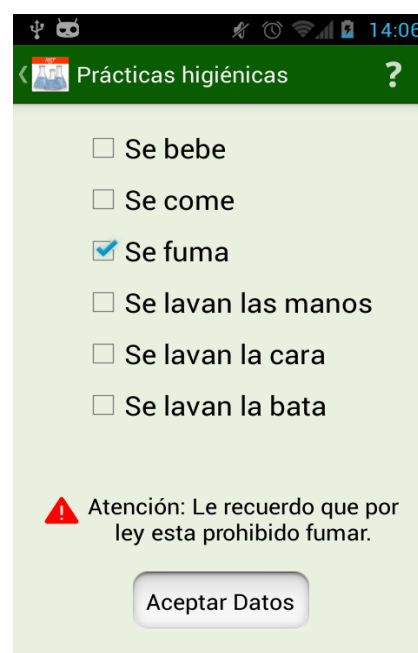 14:06
Prácticas higiénicas ?
Se bebe
Se come
Se fuma
Se lavan las manos
Se lavan la cara
Se lavan la bata
Atención: Le recuerdo que por
ley esta prohibido fumar.
Aceptar Datos